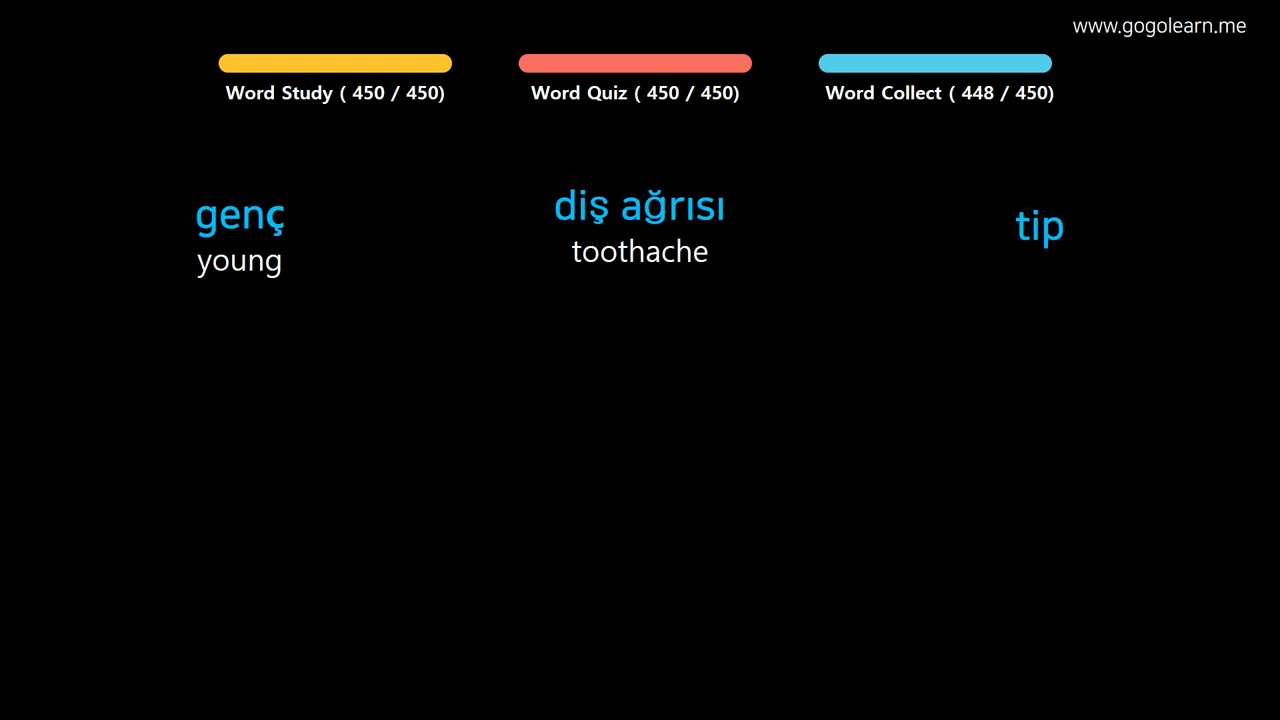 www.gogolearn.me
Word Study ( 450 / 450)
Word Quiz ( 450 / 450)
Word Collect ( 448 / 450)
genç
young
diş ağrısı
toothache
tip